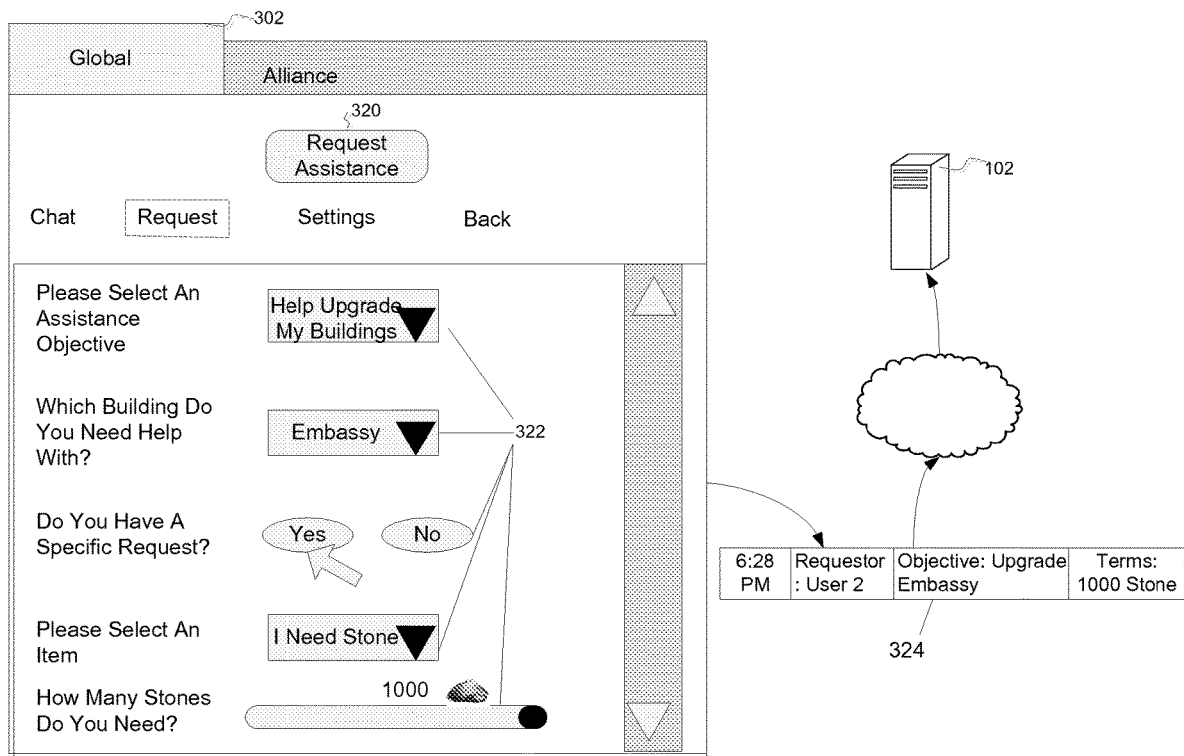 302
Global
Alliance
320
Request
Assistance
102
Chat Request Settings Back
Please Select An
Assistance
Objective
Help Upgrade
My Buildings
Which Building Do
You Need Help
With?
Embassy
322
Do You Have A
Specific Request?
Yes No
6:28
PM
Requestor
: User 2
Objective: Upgrade
Embassy
Terms:
1000 Stone
324
Please Select An
Item
I Need Stone
1000
How Many Stones
Do You Need?